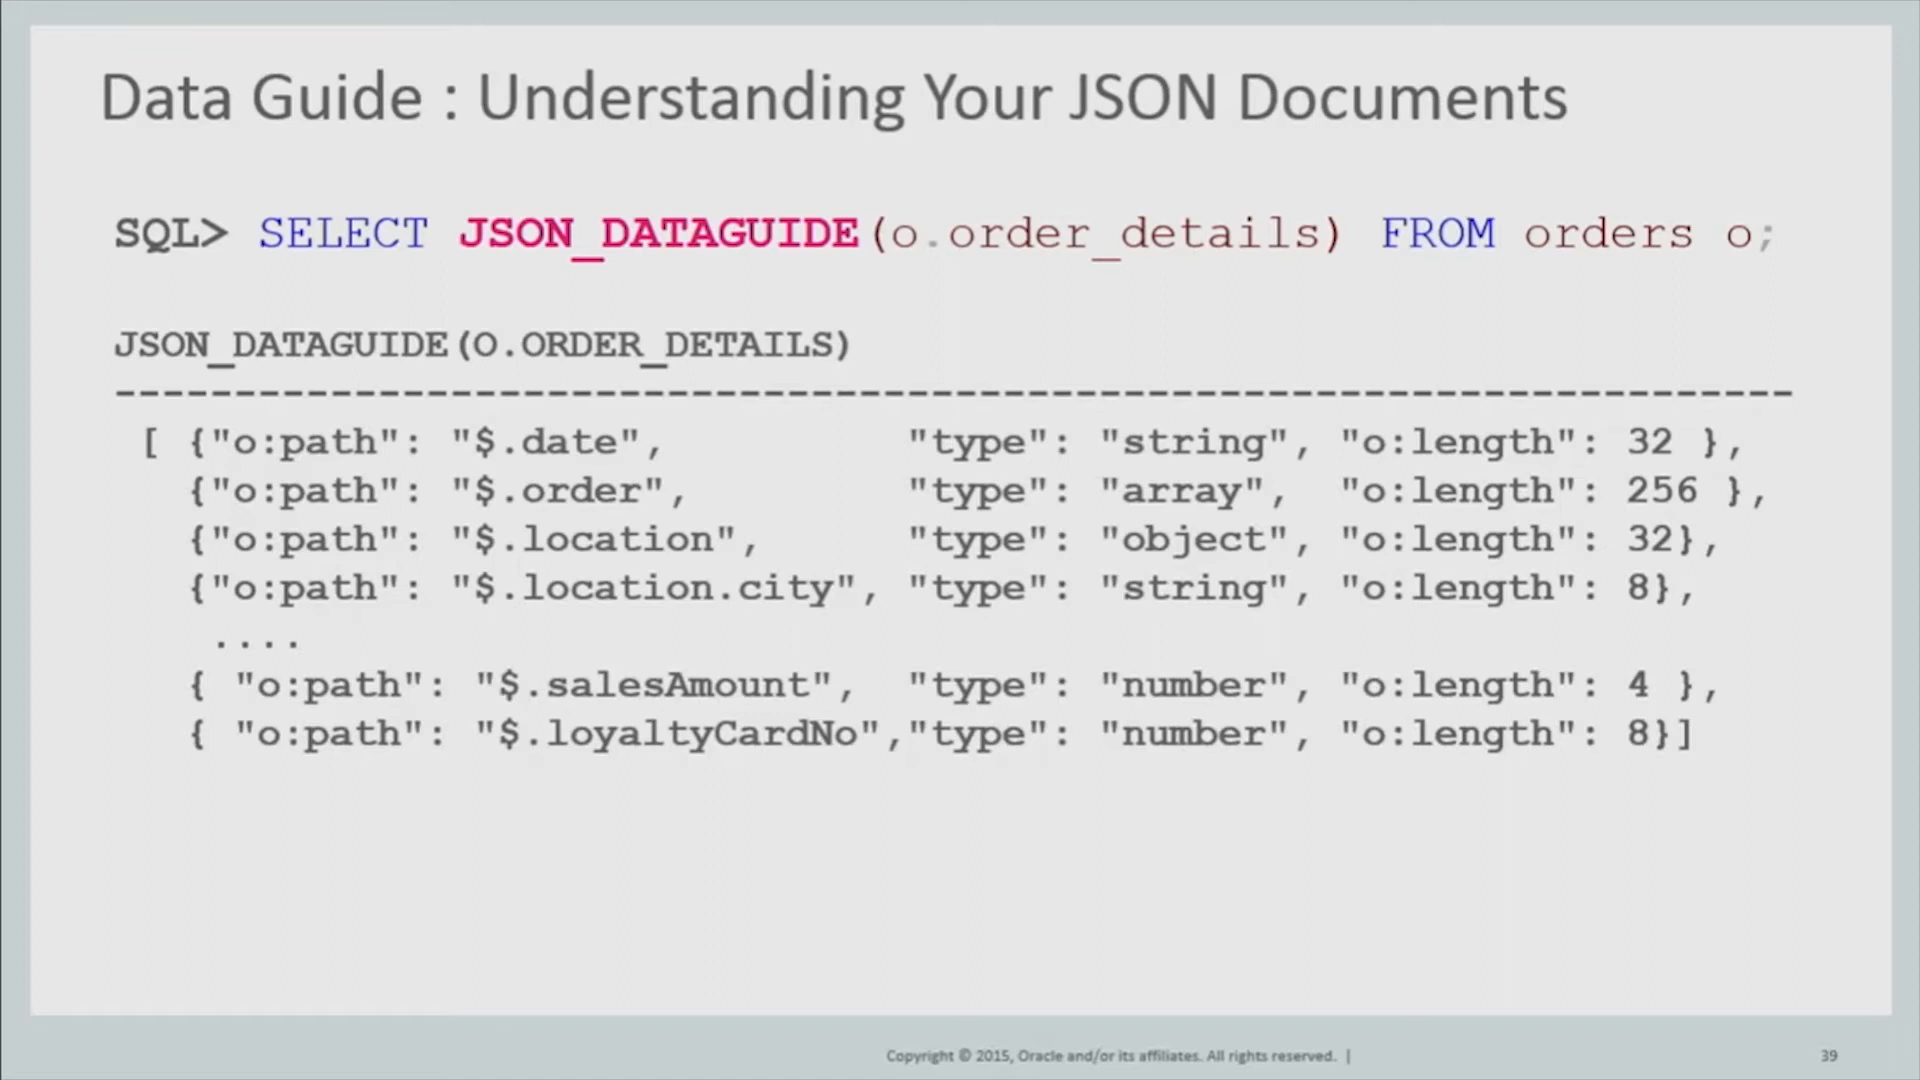 Data Guide : Understanding Your JSON Documents
SQL> SELECT JSON_DATAGUIDE(o.order_details) FROM orders o;
JSON_DATAGUIDE(O.ORDER_DETAILS)
----------------------------------------------------------------------
[ {"o:path": "$.date", "type": "string", "o:length": 32 },
{"o:path": "$.order", "type": "array", "o:length": 256 },
{"o:path": "$.location", "type": "object", "o:length": 32},
{"o:path": "$.location.city", "type": "string", "o:length": 8},
....
{ "o:path": "$.salesAmount", "type": "number", "o:length": 4 },
{ "o:path": "$.loyaltyCardNo","type": "number", "o:length": 8}]
Copyright © 2015, Oracle and/or its affiliates. All rights reserved. | 39